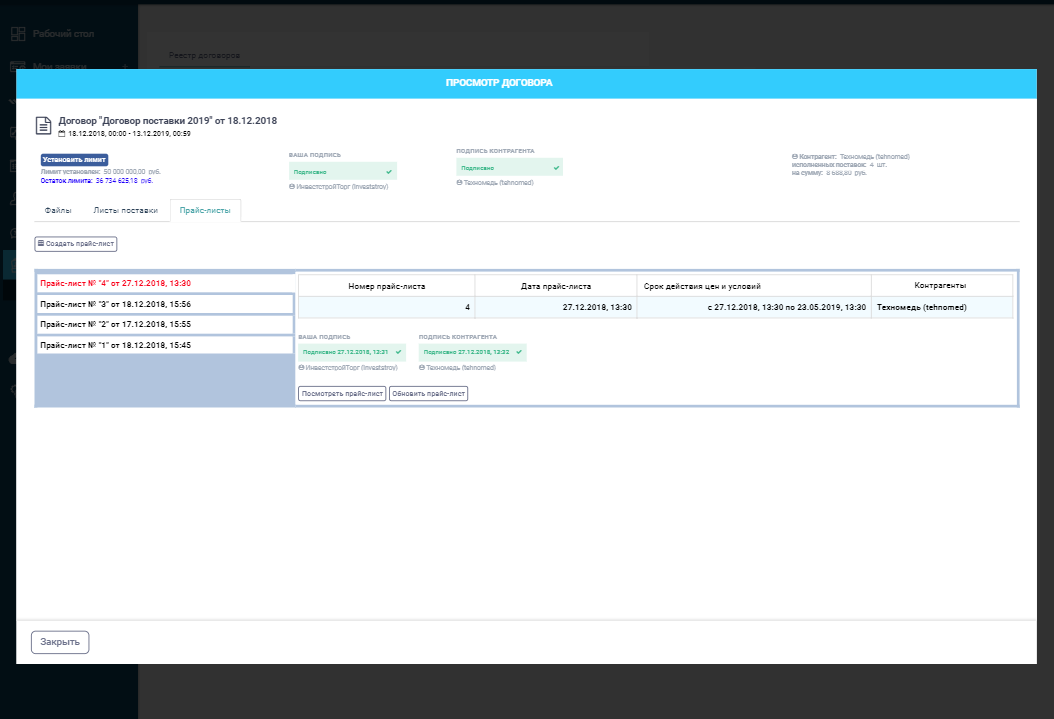 Рабочий стол
Мои заявки
Реестр договоров
ПРОСМОТР ДОГОВОРА
Договор "Договор поставки 2019" от 18.12.2018
18.12.2018, 00:00 - 13.12.2019, 00:59
Установить лимит
Лимит установлен: 50 000 000,00 руб.
Остаток лимита: 36 734 625,18 руб.
ВАША ПОДПИСЬ
Подписано
ИнвестстройТорг (Investstroy)
ПОДПИСЬ КОНТРАГЕНТА
Подписано
Техномедь (tehnomed)
Контрагент: Техномедь (tehnomed)
исполненных поставок: 4 шт.
на сумму: 8 688,80 руб.
Файлы Листы поставки Прайс-листы
Создать прайс-лист
Прайс-лист № "4" от 27.12.2018, 13:30
Прайс-лист № "3" от 18.12.2018, 15:56
Прайс-лист № "2" от 17.12.2018, 15:55
Прайс-лист № "1" от 18.12.2018, 15:45
Номер прайс-листа Дата прайс-листа Срок действия цен и условий Контрагенты
4 27.12.2018, 13:30 с 27.12.2018, 13:30 по 23.05.2019, 13:30 Техномедь (tehnomed)
ВАША ПОДПИСЬ
Подписано 27.12.2018, 13:31
ИнвестстройТорг (Investstroy)
ПОДПИСЬ КОНТРАГЕНТА
Подписано 27.12.2018, 13:32
Техномедь (tehnomed)
Посмотреть прайс-лист Обновить прайс-лист
Закрыть